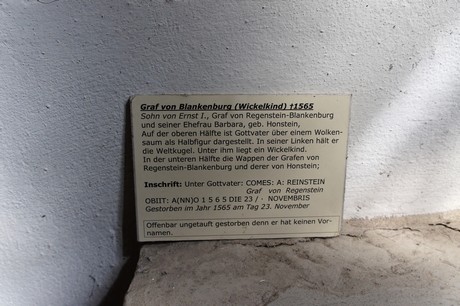 Graf von Blankenburg (Wickelkind) †1565
Sohn von Ernst I., Graf von Regenstein-Blankenburg
und seiner Ehefrau Barbara, geb. Honstein,
Auf der oberen Hälfte ist Gottvater über einem Wolken-
saum als Halbfigur dargestellt. In seiner Linken hält er
die Weltkugel. Unter ihm liegt ein Wickelkind.
In der unteren Hälfte die Wappen der Grafen von
Regenstein-Blankenburg und derer von Honstein;
Inschrift: Unter Gottvater: COMES: A: REINSTEIN
Graf von Regenstein
OBIIT: A(NN)O 1 5 6 5 DIE 23 / - NOVEMBRIS
Gestorben im Jahr 1565 am Tag 23. November
Offenbar ungetauft gestorben denn er hat keinen Vor-
namen.